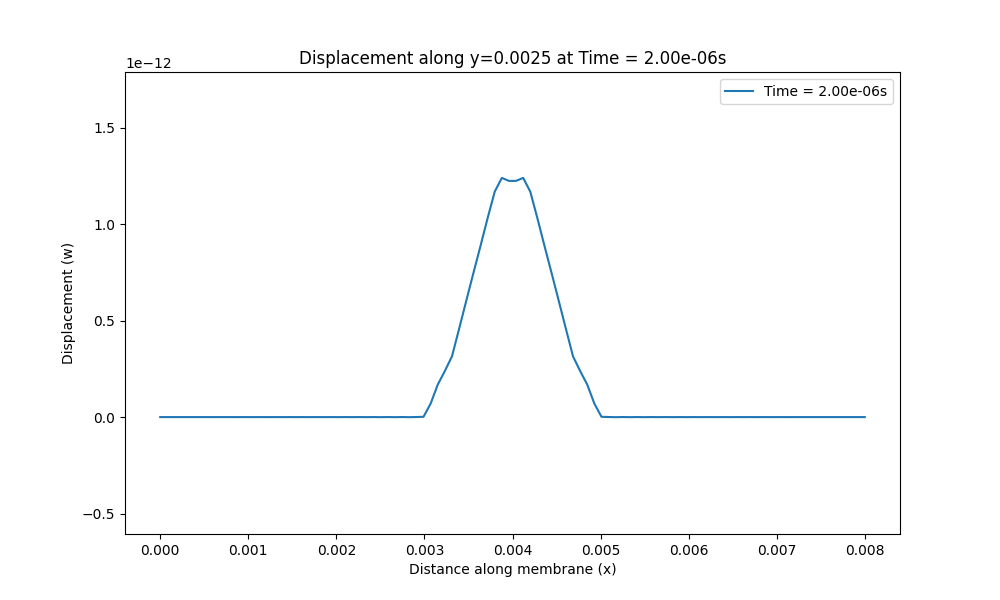 Displacement along y=0.0025 at Time = 2.00e-06s
1e−12
Time = 2.00e-06s
1.5
1.0
0.5
0.0
−0.5
Displacement (w)
0.000 0.001 0.002 0.003 0.004 0.005 0.006 0.007 0.008
Distance along membrane (x)